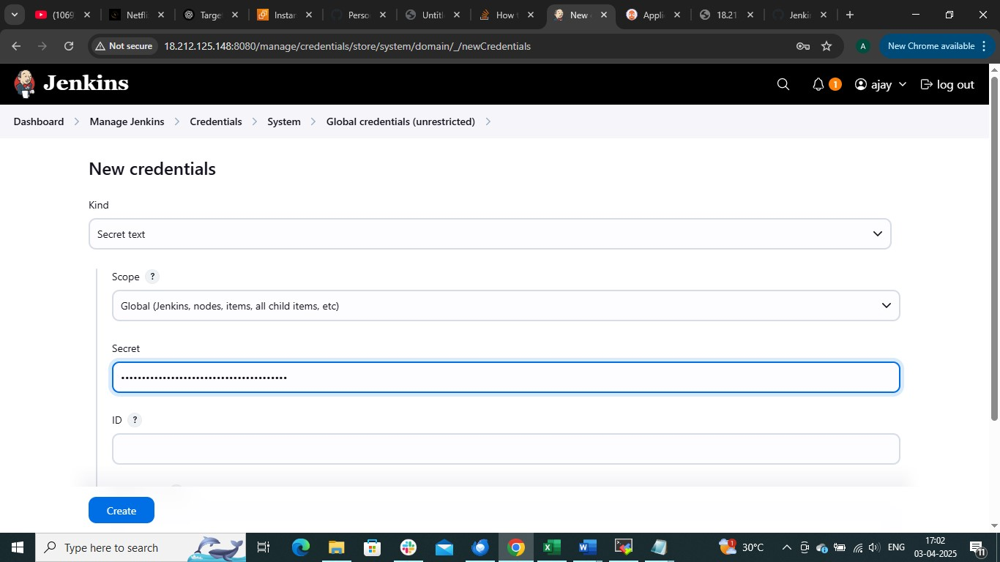 (1069
Netfli
Targe
Instar
Perso
Untitl
How t
New
Appli
18.21
Jenki
Not secure
18.212.125.148:8080/manage/credentials/store/system/domain/_/newCredentials
A
New Chrome available
Jenkins
1
ajay
log out
Dashboard
Manage Jenkins
Credentials
System
Global credentials (unrestricted)
New credentials
Kind
Secret text
Scope ?
Global (Jenkins, nodes, items, all child items, etc)
Secret
••••••••••••••••••••••••••••••••••••••••
ID ?
Create
Type here to search
1
30°C
ENG
17:02
03-04-2025
11